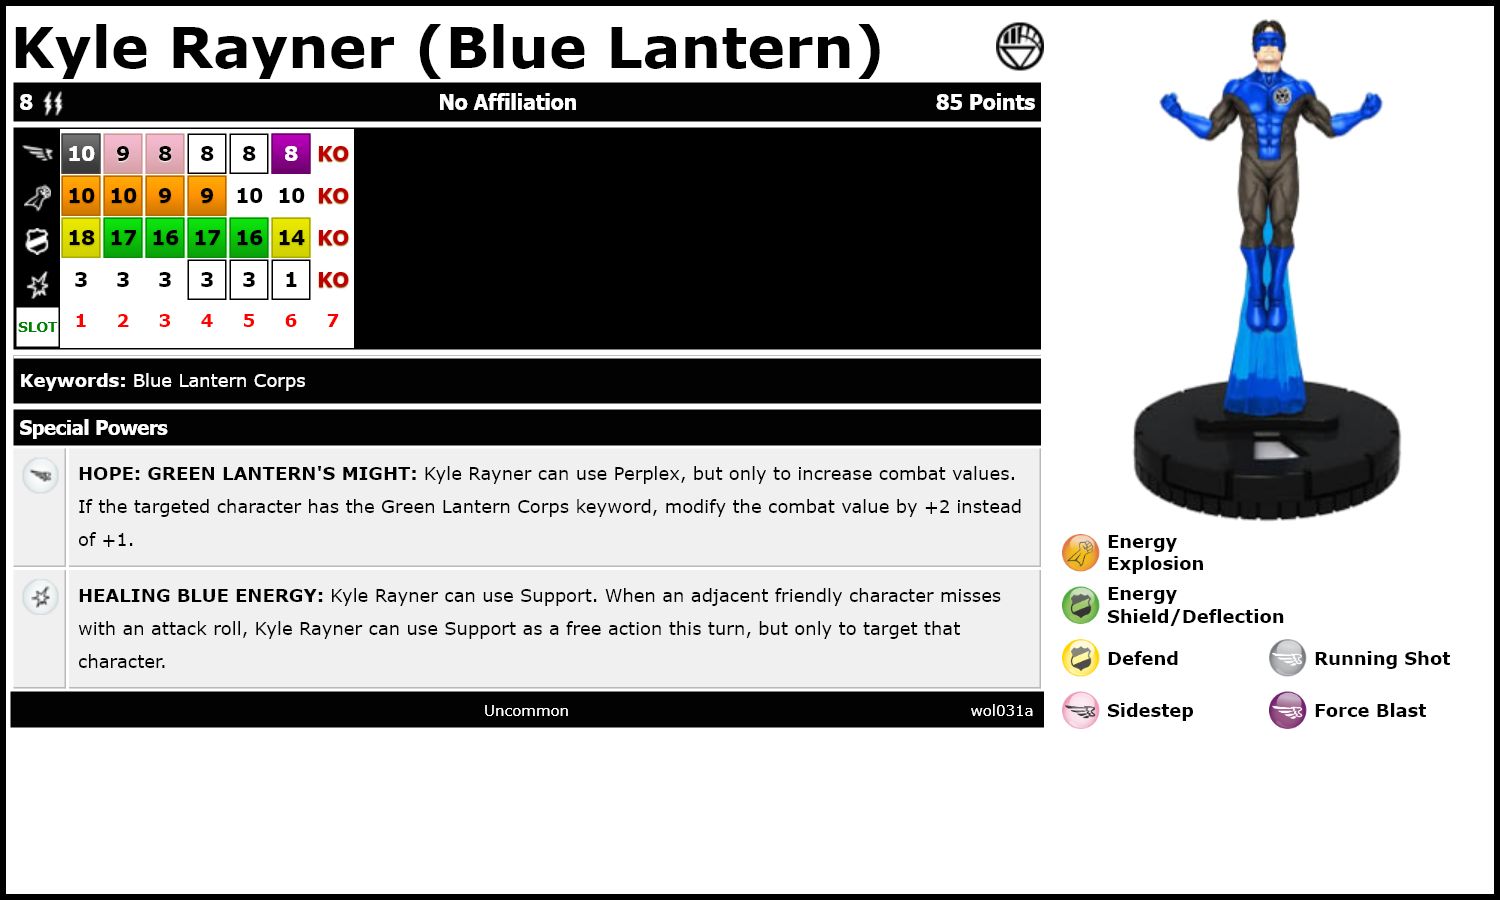 Kyle Rayner (Blue Lantern)
8 No Affiliation 85 Points
10 9 8 8 8 8 KO
10 10 9 9 10 10 KO
18 17 16 17 16 14 KO
3 3 3 3 3 1 KO
SLOT 1 2 3 4 5 6 7
Keywords: Blue Lantern Corps
Special Powers
HOPE: GREEN LANTERN'S MIGHT: Kyle Rayner can use Perplex, but only to increase combat values.
If the targeted character has the Green Lantern Corps keyword, modify the combat value by +2 instead
of +1.
HEALING BLUE ENERGY: Kyle Rayner can use Support. When an adjacent friendly character misses
with an attack roll, Kyle Rayner can use Support as a free action this turn, but only to target that
character.
Uncommon wol031a
Energy
Explosion
Energy
Shield/Deflection
Defend Running Shot
Sidestep Force Blast